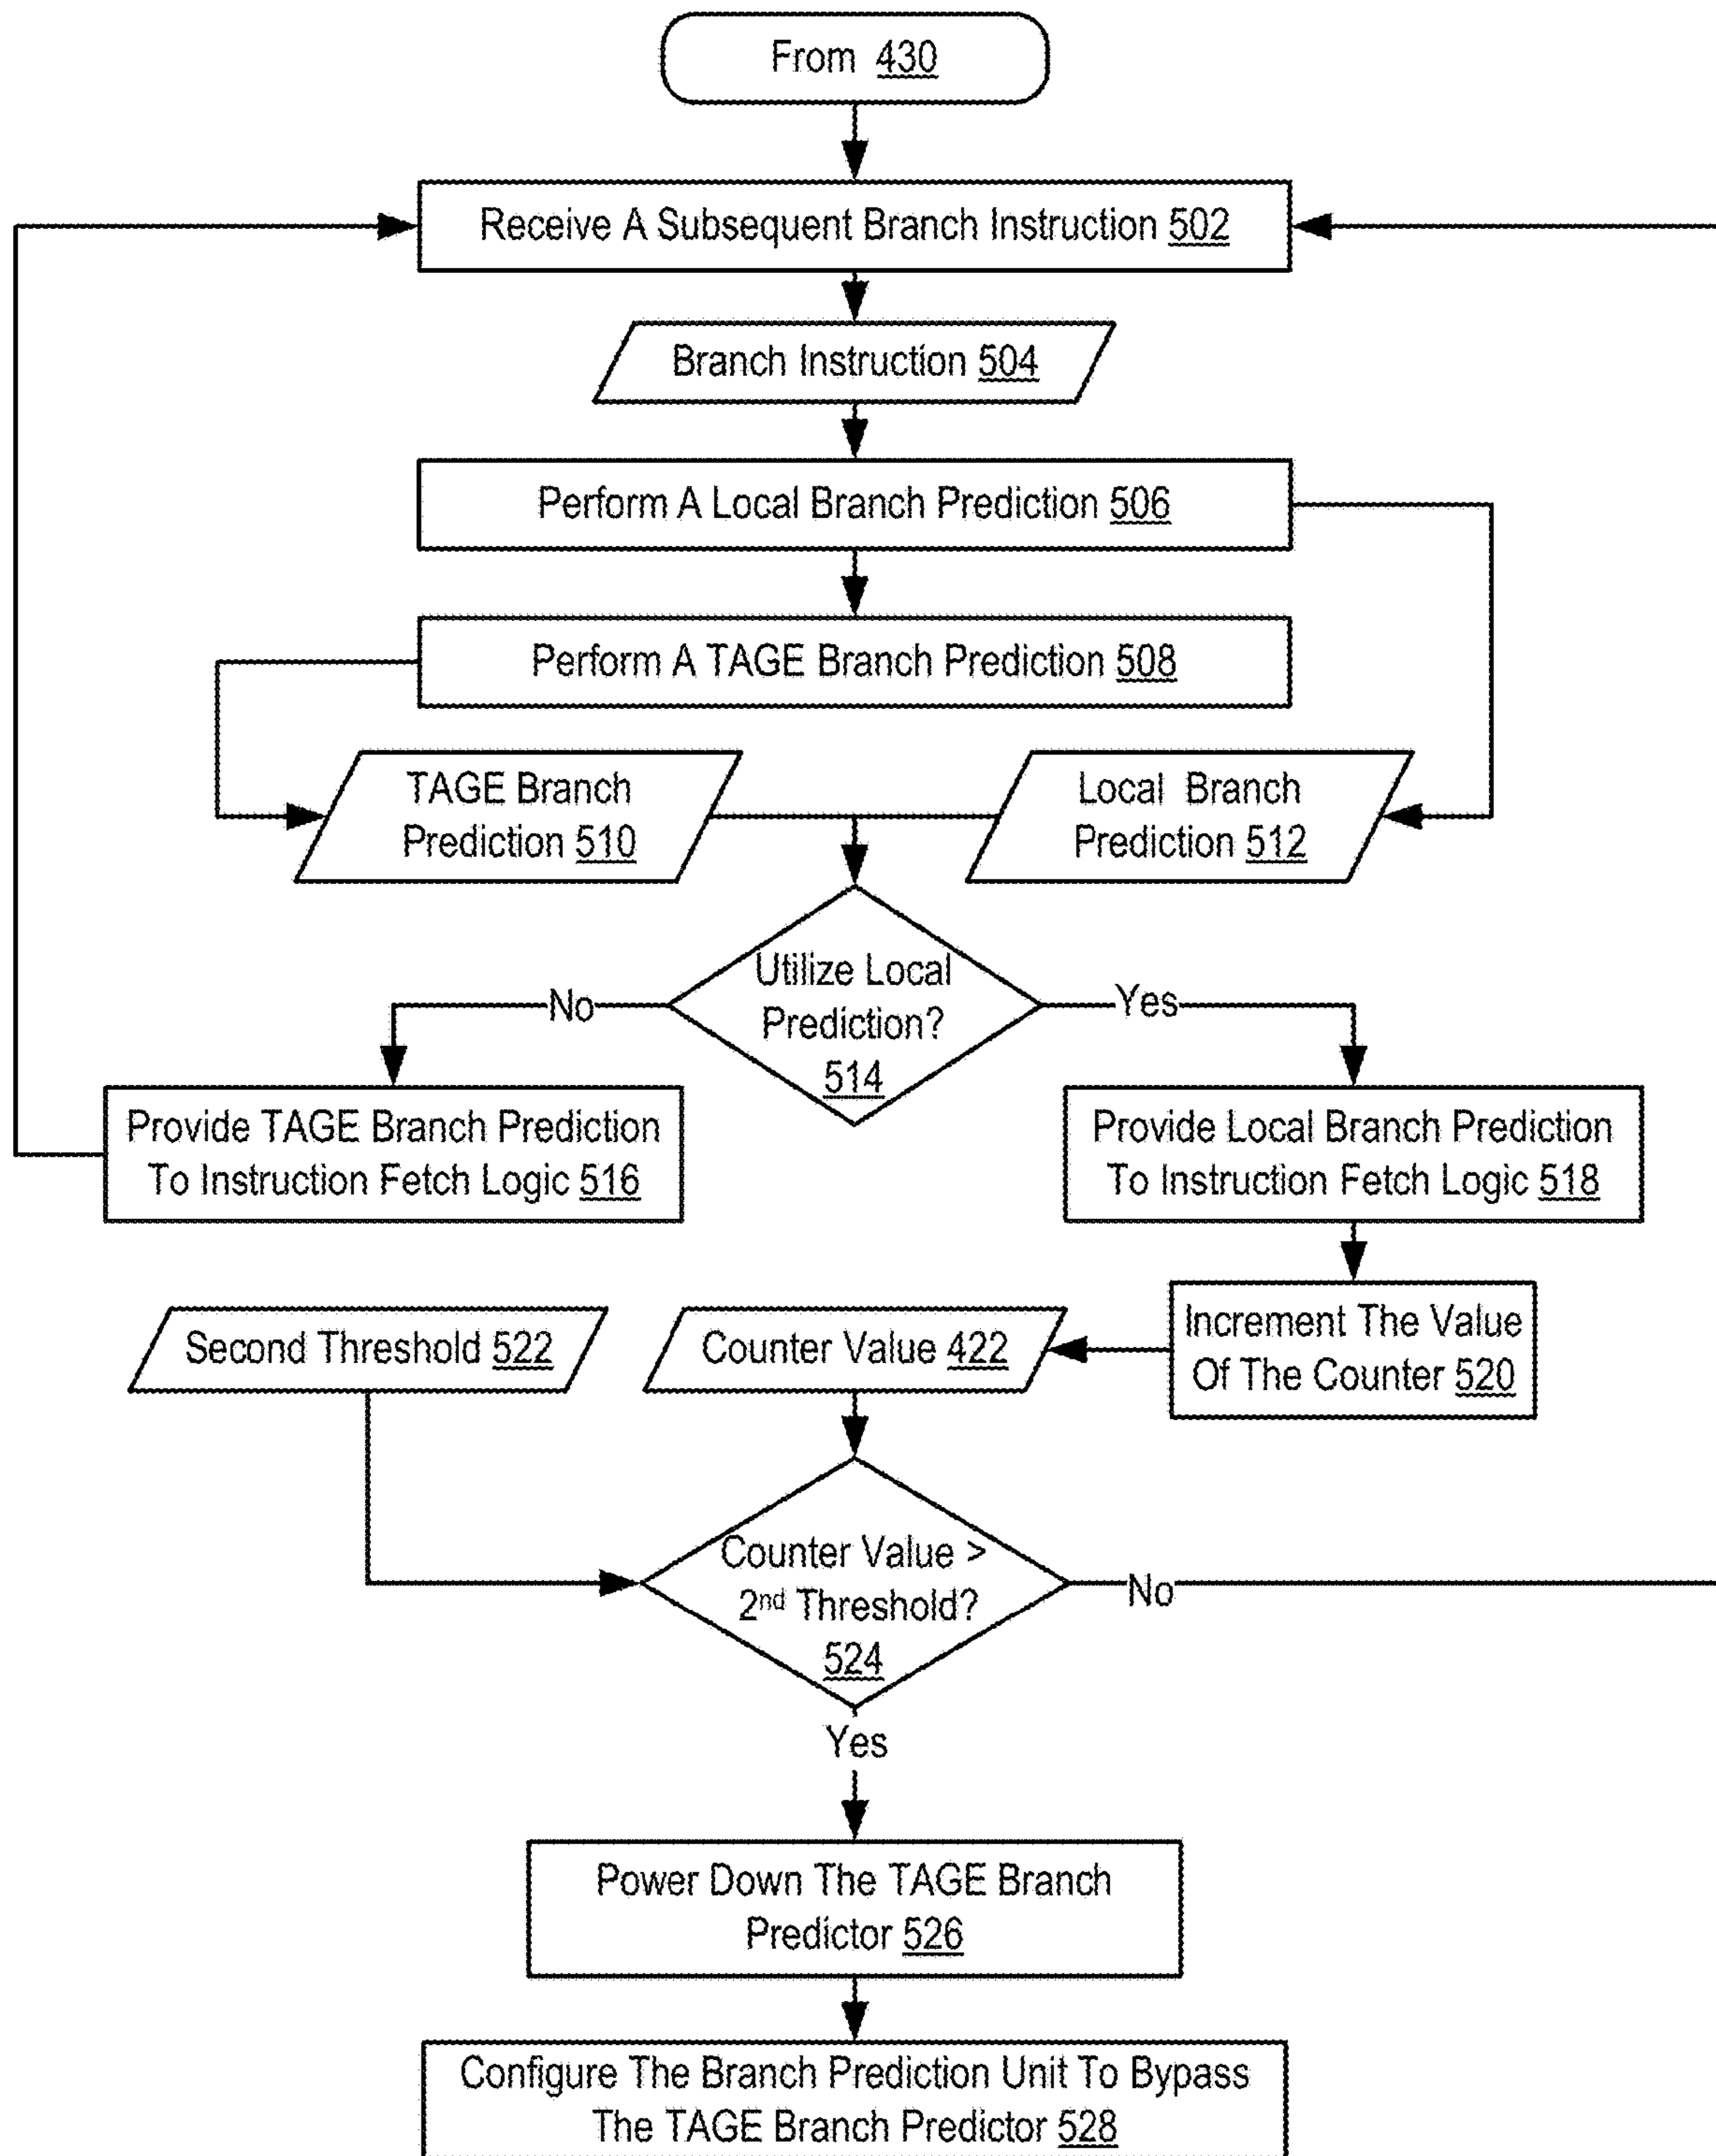 From 430
Receive A Subsequent Branch Instruction 502
Branch Instruction 504
Perform A Local Branch Prediction 506
Perform A TAGE Branch Prediction 508
TAGE Branch
Prediction 510
Local Branch
Prediction 512
Utilize Local
Prediction?
514
No
Yes
Provide TAGE Branch Prediction
To Instruction Fetch Logic 516
Provide Local Branch Prediction
To Instruction Fetch Logic 518
Increment The Value
Of The Counter 520
Second Threshold 522
Counter Value 422
Counter Value >
2nd Threshold?
524
No
Yes
Power Down The TAGE Branch
Predictor 526
Configure The Branch Prediction Unit To Bypass
The TAGE Branch Predictor 528